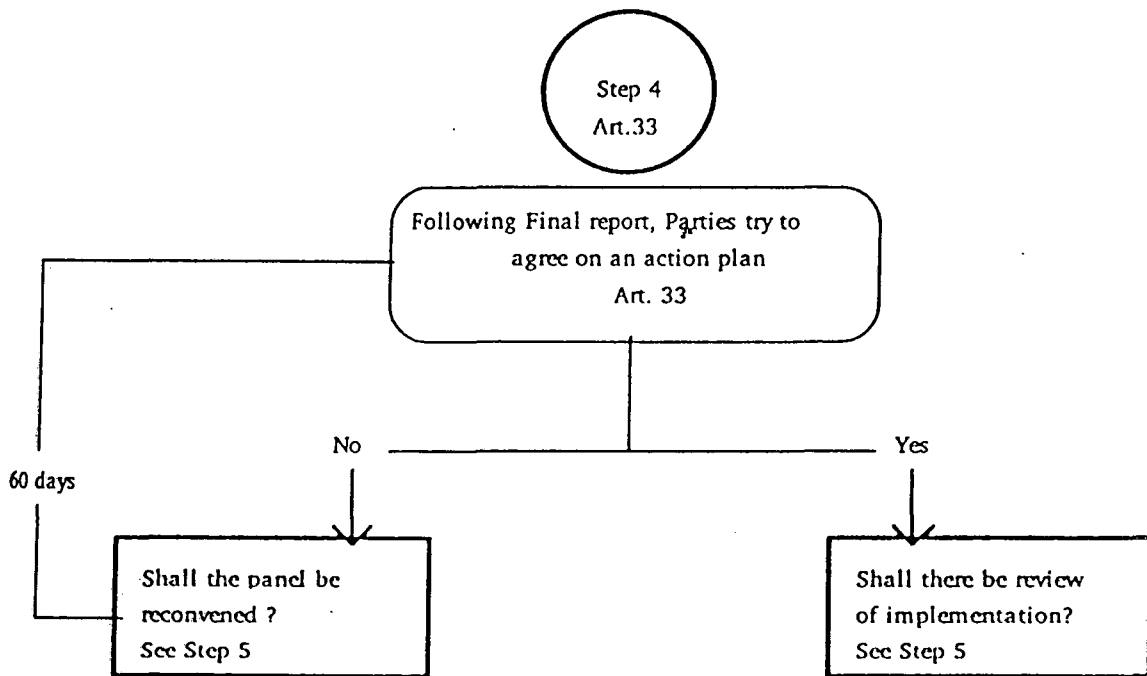 Step 4
Art.33
Following Final report, Parties try to
agree on an action plan
Art. 33
No
Yes
60 days
Shall the panel be
reconvened ?
See Step 5
Shall there be review
of implementation?
See Step 5